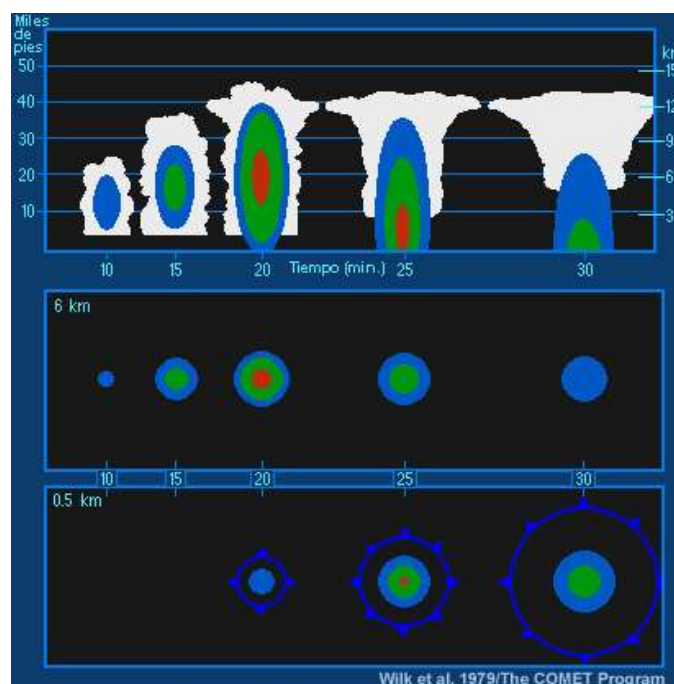 Miles
de
pies
km
50
15
40
12
30
9
20
6
10
3
10 15 20 Tiempo (min.) 25 30
6 km
10 15 20 25 30
0.5 km
Wilk et al. 1979/The COMET Program